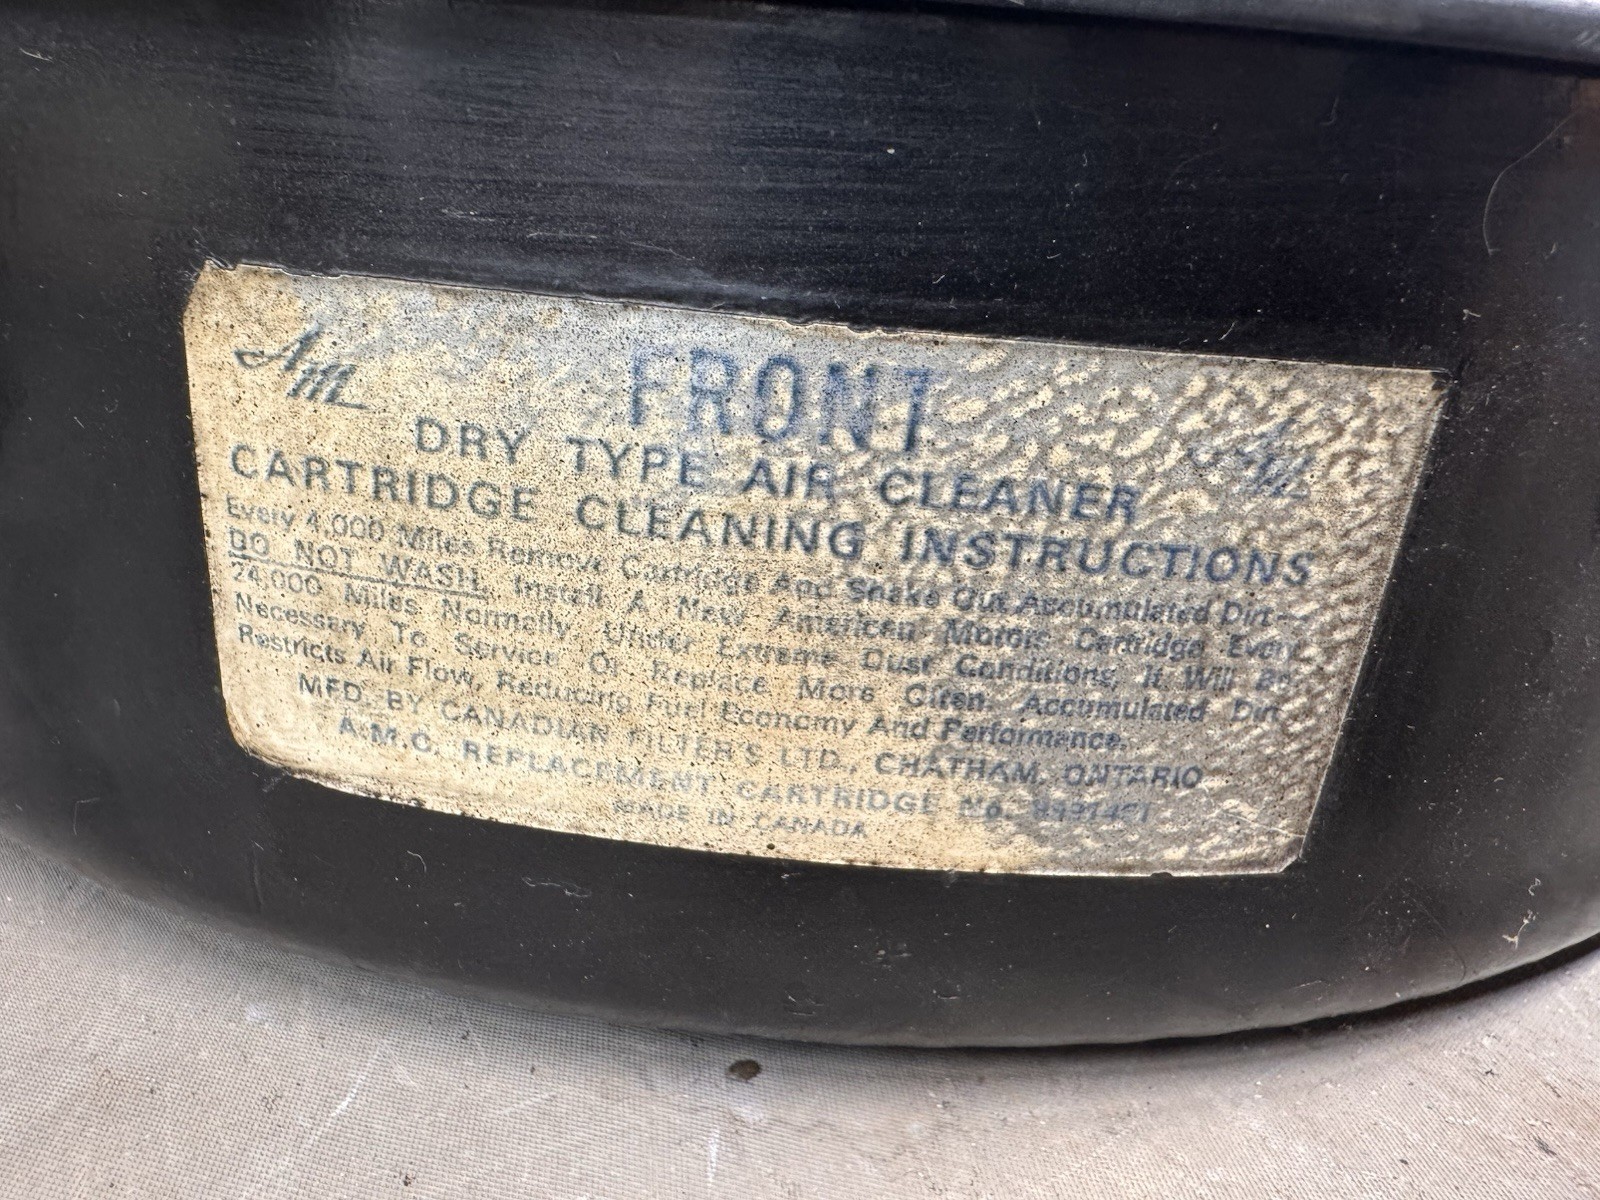 Am
FRONT
Am
DRY TYPE AIR CLEANER
CARTRIDGE CLEANING INSTRUCTIONS
Every 4,000 Miles Remove Cartridge And Shake Out Accumulated Dirt—
DO NOT WASH. Install A New American Motors Cartridge Every
24,000 Miles Normally. Under Extreme Dust Conditions, It Will Be
Necessary To Service Or Replace More Often. Accumulated Dirt
Restricts Air Flow, Reducing Fuel Economy And Performance.
MFD. BY CANADIAN FILTER'S LTD., CHATHAM, ONTARIO
A.M.C. REPLACEMENT CARTRIDGE No.
MADE IN CANADA